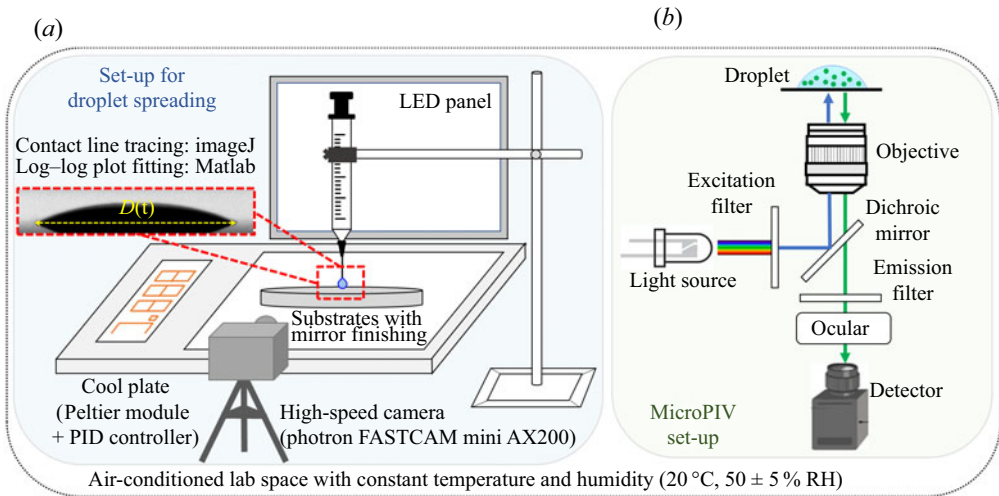 (a)
Set-up for
droplet spreading
LED panel
Contact line tracing: imageJ
Log–log plot fitting: Matlab
D(t)
Substrates with
mirror finishing
Cool plate
(Peltier module
+ PID controller)
High-speed camera
(photron FASTCAM mini AX200)
(b)
Droplet
Objective
Excitation
filter
Dichroic
mirror
Light source
Emission
filter
Ocular
Detector
MicroPIV
set-up
Air-conditioned lab space with constant temperature and humidity (20 °C, 50 ± 5 % RH)